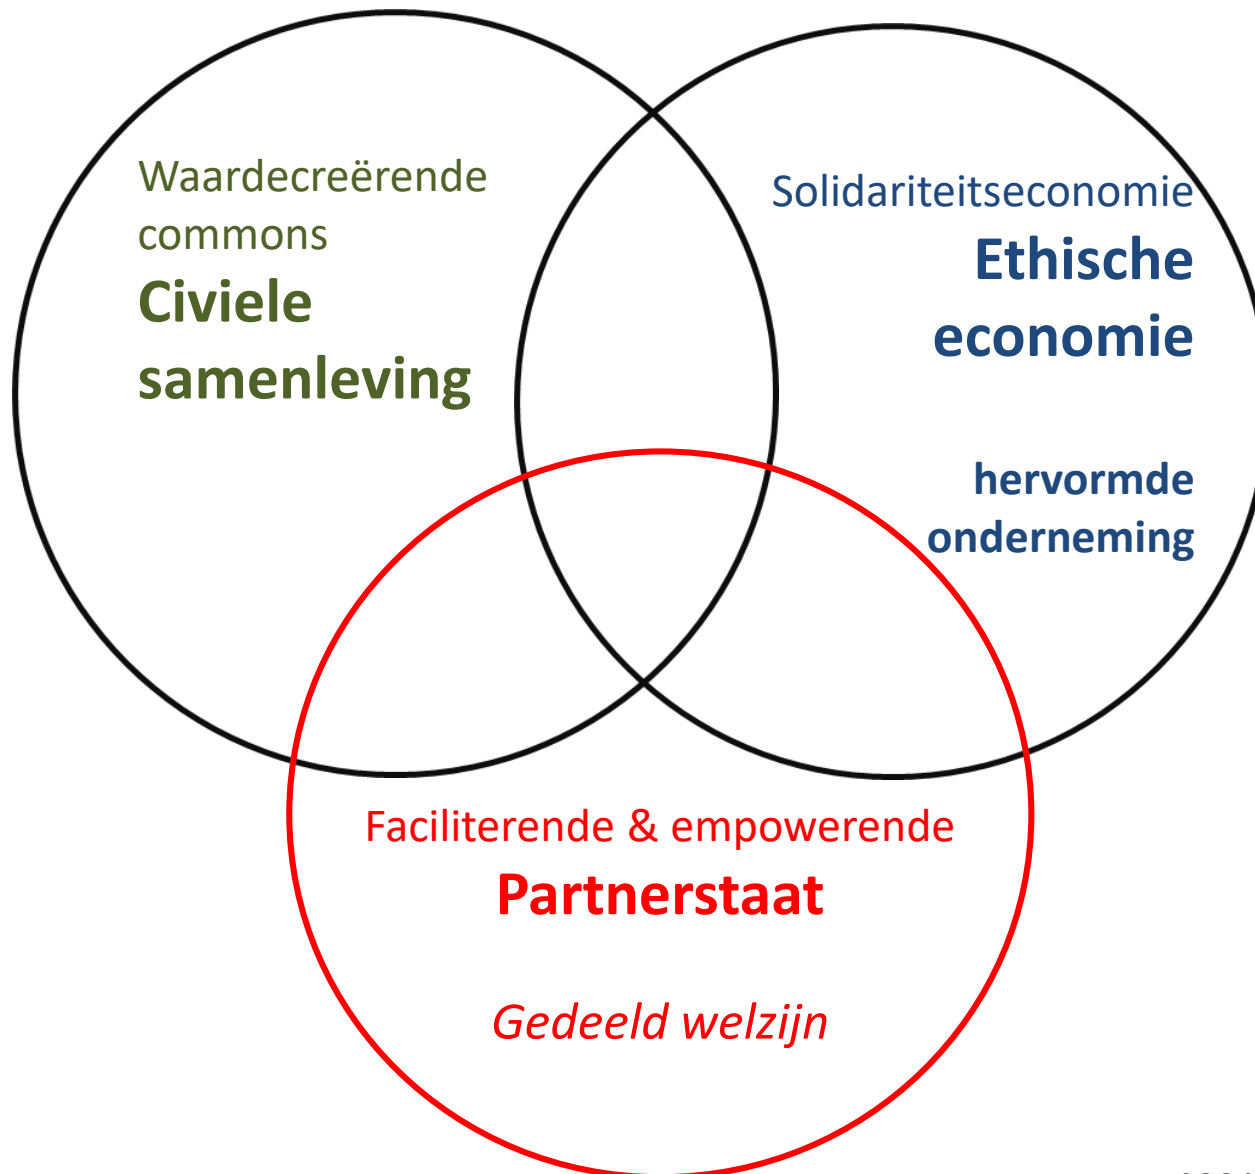 Waardecreërende
commons
Civiele
samenleving
Solidariteitseconomie
Ethische
economie
hervormde
onderneming
Faciliterende & empowerende
Partnerstaat
Gedeeld welzijn